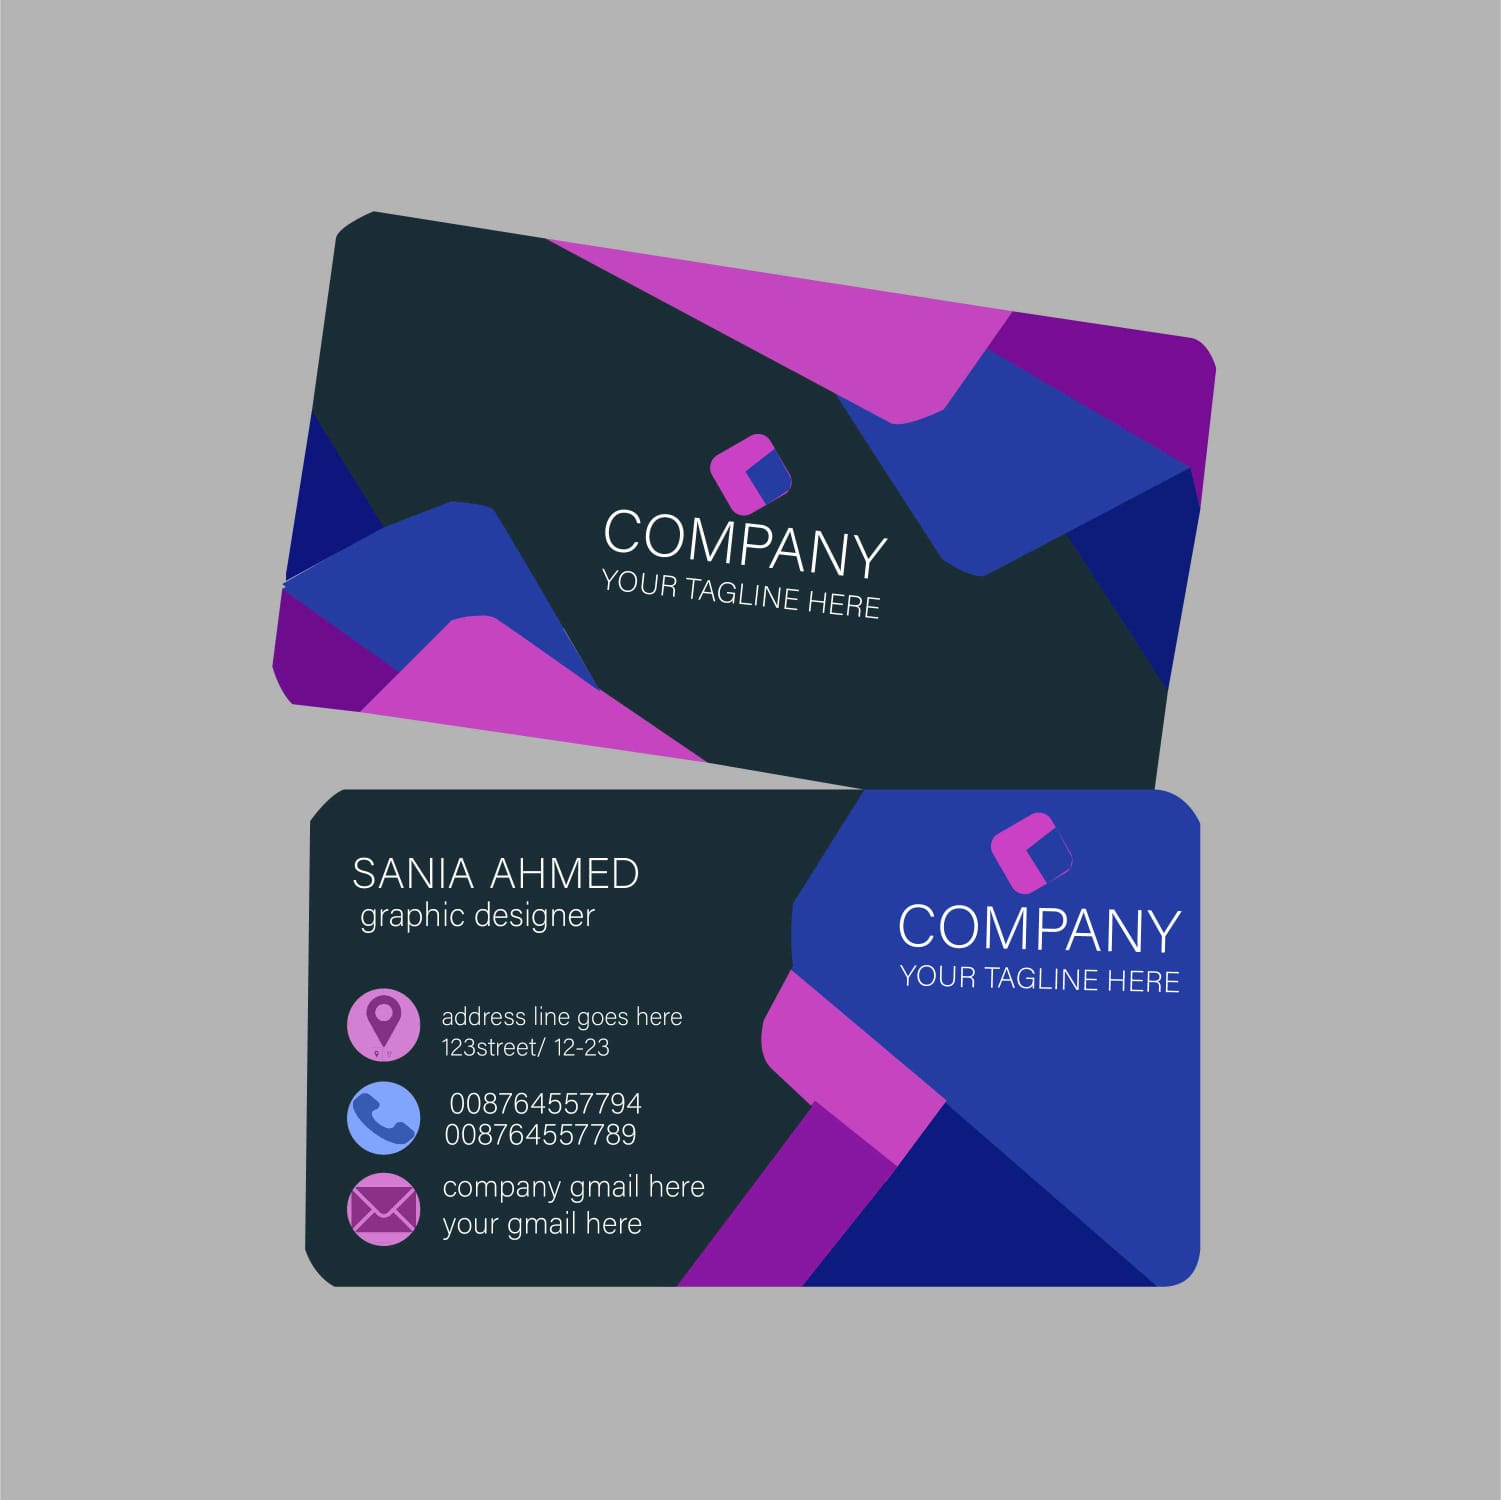 COMPANY
YOUR TAGLINE HERE
SANIA AHMED
graphic designer
COMPANY
YOUR TAGLINE HERE
address line goes here
123street/ 12-23
008764557794
008764557789
company gmail here
your gmail here